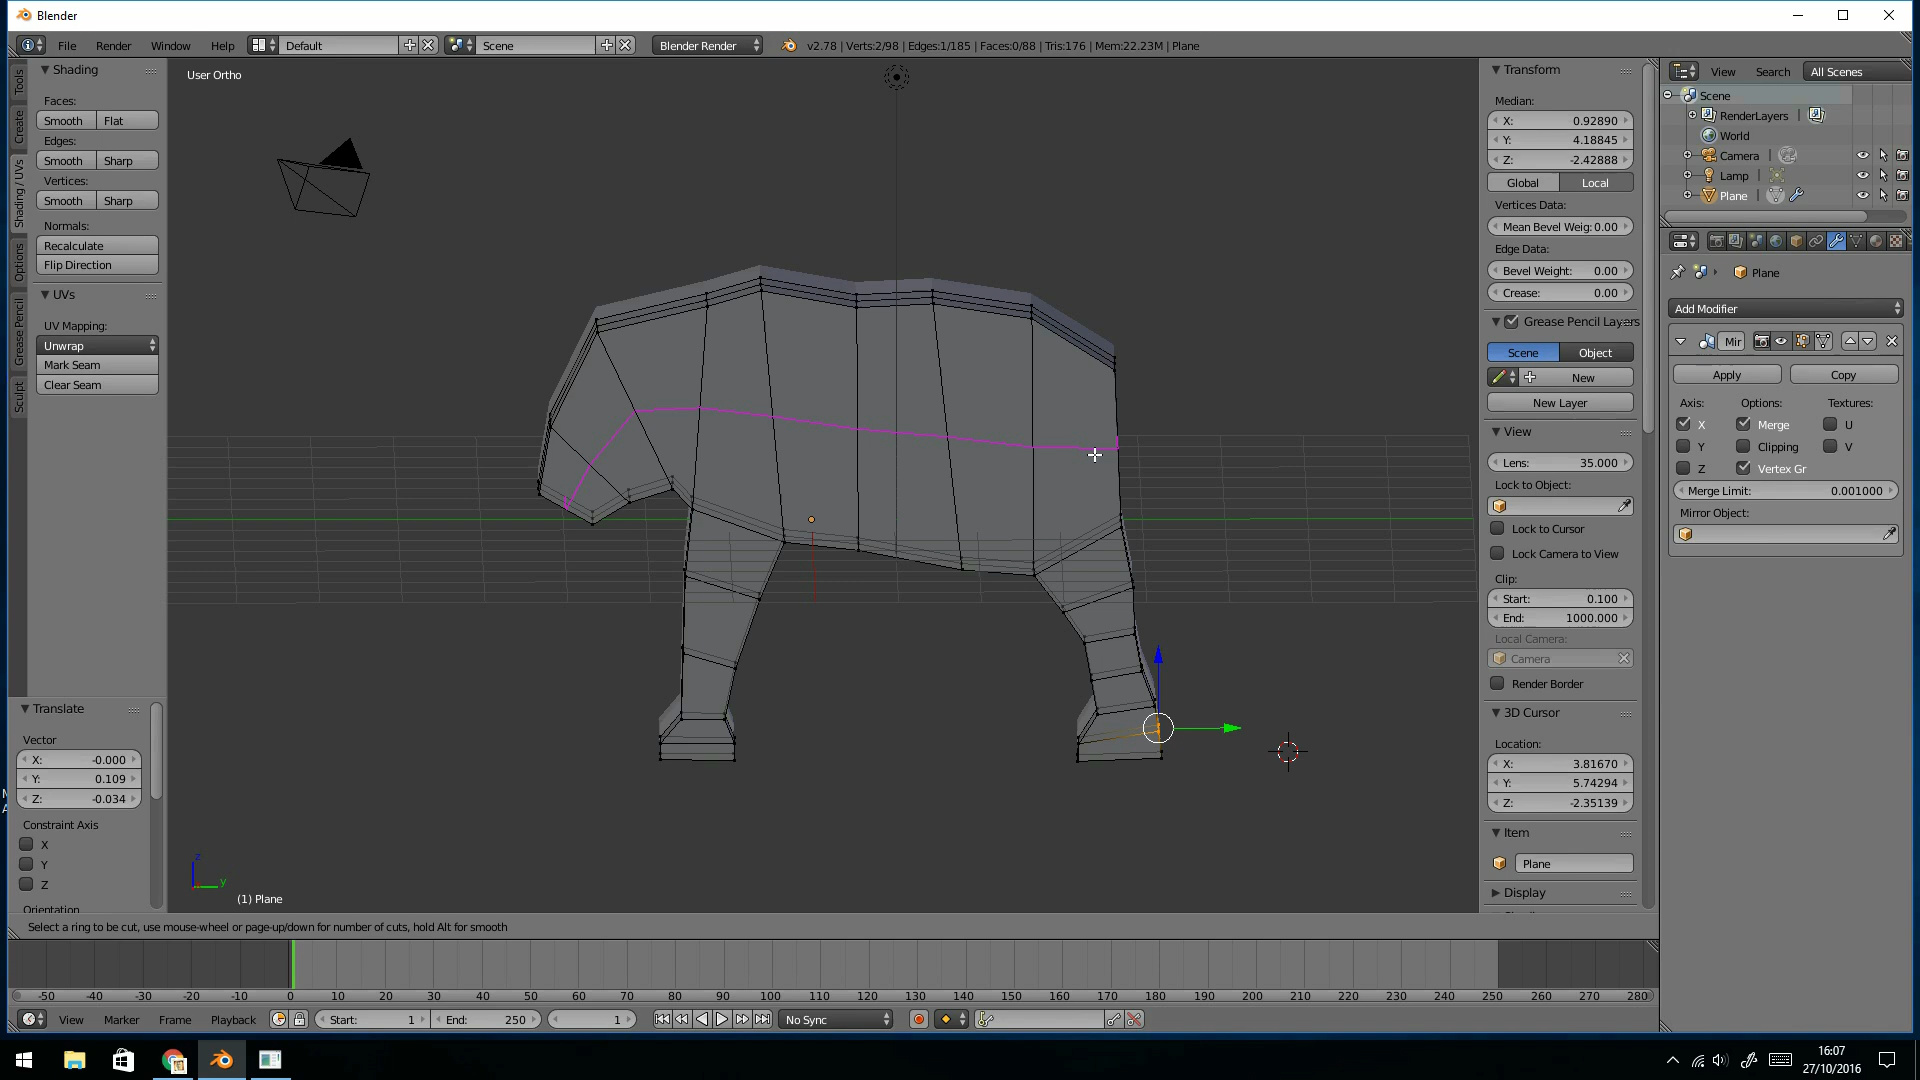 Blender
File Render Window Help Default Scene Blender Render v2.78 | Verts:2/98 | Edges:1/185 | Faces:0/88 | Tris:176 | Mem:22.23M | Plane
Tools
Create
Shading / UVs
Options
Grease Pencil
Sculpt
Shading
Faces:
Smooth Flat
Edges:
Smooth Sharp
Vertices:
Smooth Sharp
Normals:
Recalculate
Flip Direction
UVs
UV Mapping:
Unwrap
Mark Seam
Clear Seam
Translate
Vector
X: -0.000
Y: 0.109
Z: -0.034
Constraint Axis
X
Y
Z
Orientation
User Ortho
z
y
(1) Plane
Transform
Median:
X: 0.92890
Y: 4.18845
Z: -2.42888
Global Local
Vertices Data:
Mean Bevel Weig: 0.00
Edge Data:
Bevel Weight: 0.00
Crease: 0.00
Grease Pencil Layers
Scene Object
New
New Layer
View
Lens: 35.000
Lock to Object:
Lock to Cursor
Lock Camera to View
Clip:
Start: 0.100
End: 1000.000
Local Camera:
Camera
Render Border
3D Cursor
Location:
X: 3.81670
Y: 5.74294
Z: -2.35139
Item
Plane
Display
View Search All Scenes
Scene
RenderLayers
World
Camera
Lamp
Plane
Plane
Add Modifier
Mir
Apply Copy
Axis: Options: Textures:
X Merge U
Y Clipping V
Z Vertex Gr
Merge Limit: 0.001000
Mirror Object:
Select a ring to be cut, use mouse-wheel or page-up/down for number of cuts, hold Alt for smooth
-50 -40 -30 -20 -10 0 10 20 30 40 50 60 70 80 90 100 110 120 130 140 150 160 170 180 190 200 210 220 230 240 250 260 270 280
View Marker Frame Playback Start: 1 End: 250 1 No Sync
16:07
27/10/2016